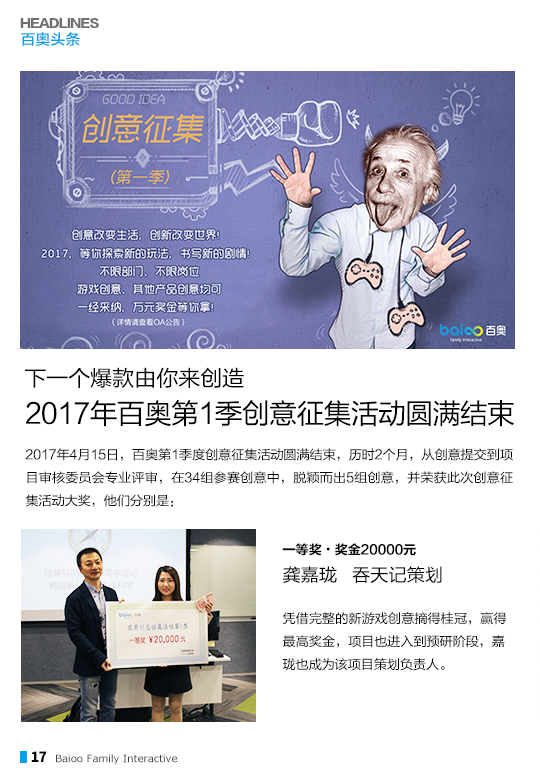 HEADLINES
百奥头条
GOOD IDEA
创意征集
(第一季)
创意改变生活，创新改变世界!
2017，等你探索新的玩法，书写新的剧情!
不限部门、不限岗位
游戏创意、其他产品创意均可
一经采纳，万元奖金等你拿!
(详情请查看OA公告)
baioo 百奥
family interactive
下一个爆款由你来创造
2017年百奥第1季创意征集活动圆满结束
2017年4月15日，百奥第1季度创意征集活动圆满结束，历时2个月，从创意提交到项
目审核委员会专业评审，在34组参赛创意中，脱颖而出5组创意，并荣获此次创意征
集活动大奖，他们分别是：
baioo
百奥创意征集活动第1季
一等奖 ¥20,000 元
一等奖·奖金20000元
龚嘉珑 吞天记策划
凭借完整的新游戏创意摘得桂冠，赢得
最高奖金，项目也进入到预研阶段，嘉
珑也成为该项目策划负责人。
17 Baioo Family Interactive